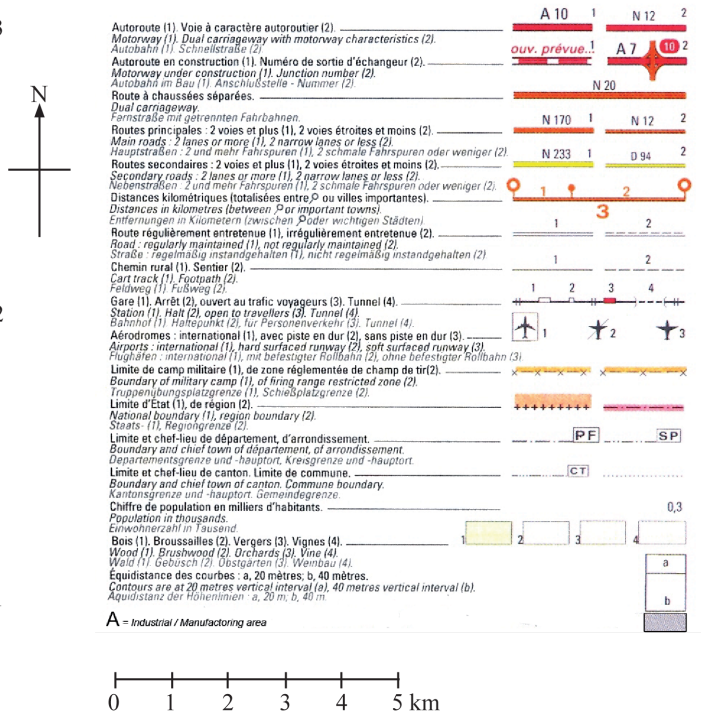 3
A 10 1 N 12 2
Autoroute (1). Voie à caractère autoroutier (2).
Motorway (1). Dual carriageway with motorway characteristics (2).
Autobahn (1). Schnellstraße (2)
ouv. prévue..1 A 7 10 2
Autoroute en construction (1). Numéro de sortie d'échangeur (2).
Motorway under construction (1). Junction number (2).
Autobahn im Bau (1). Anschlußstelle - Nummer (2).
N 20
Route à chaussées séparées.
Dual carriageway.
Fernstraße mit getrennten Fahrbahnen.
N
N 170 1 N 12 2
Routes principales : 2 voies et plus (1), 2 voies étroites et moins (2).
Main roads : 2 lanes or more (1), 2 narrow lanes or less (2).
Hauptstraßen : 2 und mehr Fahrspuren (1), 2 schmale Fahrspuren oder weniger (2).
N 233 1 D 94 2
Routes secondaires : 2 voies et plus (1), 2 voies étroites et moins (2).
Secondary roads : 2 lanes or more (1), 2 narrow lanes or less (2).
Nebenstraßen : 2 und mehr Fahrspuren (1), 2 schmale Fahrspuren oder weniger (2).
1 2
3
Distances kilométriques (totalisées entre ou villes importantes).
Distances in kilometres (between or important towns).
Entfernungen in Kilometern (zwischen oder wichtigen Städten).
1 2
Route régulièrement entretenue (1), irrégulièrement entretenue (2).
Road : regularly maintained (1), not regularly maintained (2).
Straße : regelmäßig instandgehalten (1), nicht regelmäßig instandgehalten (2)
1 2
Chemin rural (1). Sentier (2).
Cart track (1). Footpath (2).
Feldweg (1). Fußweg (2).
1 2 3 4
Gare (1). Arrêt (2), ouvert au trafic voyageurs (3). Tunnel (4).
Station (1). Halt (2), open to travellers (3). Tunnel (4).
Bahnhof (1). Haltepunkt (2), für Personenverkehr (3). Tunnel (4).
2
1 2 3
Aérodromes : international (1), avec piste en dur (2), sans piste en dur (3).
Airports : international (1), hard surfaced runway (2), soft surfaced runway (3).
Flughäfen : international (1), mit befestigter Rollbahn (2), ohne befestigter Rollbahn (3)
Limite de camp militaire (1), de zone réglementée de champ de tir(2).
Boundary of military camp (1), of firing range restricted zone (2).
Truppenübungsplatzgrenze (1), Schießplatzgrenze (2).
Limite d'État (1), de région (2).
National boundary (1), region boundary (2).
Staats- (1), Regiongrenze (2).
PF SP
Limite et chef-lieu de département, d'arrondissement.
Boundary and chief town of département, of arrondissement.
Departementsgrenze und -hauptort, Kreisgrenze und -hauptort.
CT
Limite et chef-lieu de canton. Limite de commune.
Boundary and chief town of canton. Commune boundary.
Kantonsgrenze und -hauptort. Gemeindegrenze.
0,3
Chiffre de population en milliers d'habitants.
Population in thousands.
Einwohnerzahl in Tausend.
1 2 3 4
Bois (1). Broussailles (2). Vergers (3). Vignes (4).
Wood (1). Brushwood (2). Orchards (3). Vine (4).
Wald (1). Gebüsch (2). Obstgärten (3). Weinbau (4).
a
b
Équidistance des courbes : a, 20 mètres; b, 40 mètres.
Contours are at 20 metres vertical interval (a), 40 metres vertical interval (b).
Äquidistanz der Höhenlinien : a, 20 m; b, 40 m.
A = Industrial / Manufactoring area
0 1 2 3 4 5 km